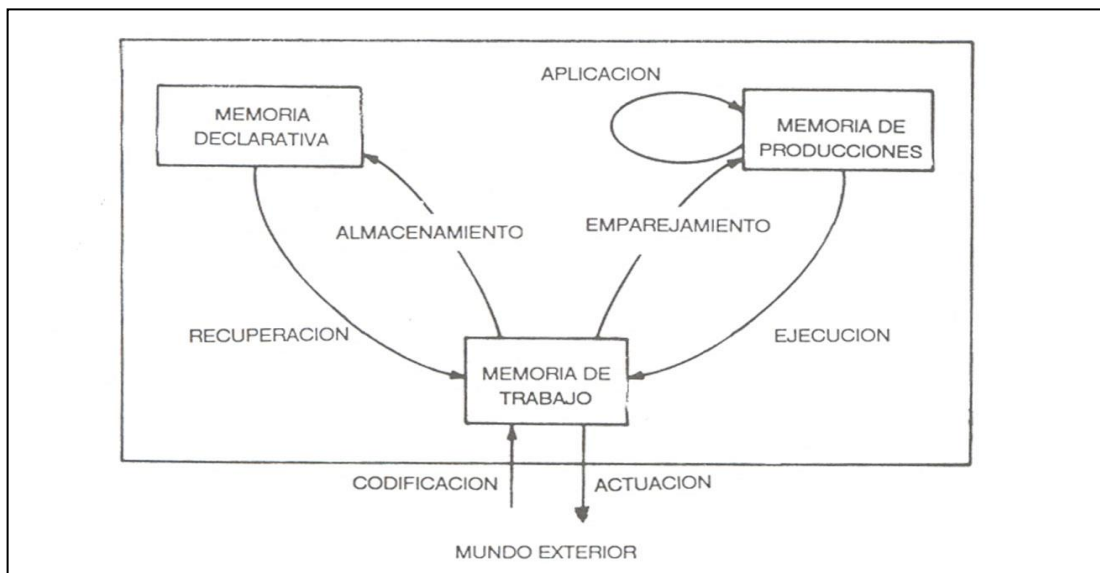 APLICACION
MEMORIA
DECLARATIVA
MEMORIA DE
PRODUCCIONES
ALMACENAMIENTO
EMPAREJAMIENTO
RECUPERACION
EJECUCION
MEMORIA DE
TRABAJO
CODIFICACION
ACTUACION
MUNDO EXTERIOR